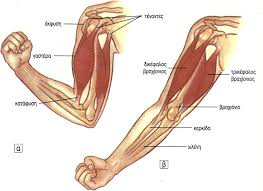 έκφυση
τένοντες
γαστέρα
κατάφυση
α
δικέφαλος
βραχιόνιος
τρικέφαλος
βραχιόνιος
βραχιόνιο
κερκίδα
ωλένη
β